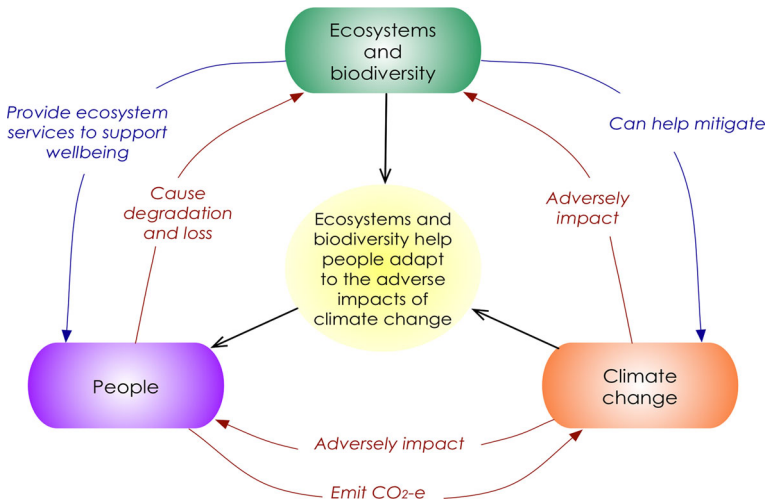 Ecosystems
and
biodiversity
Provide ecosystem
services to support
wellbeing
Can help mitigate
Cause
degradation
and loss
Adversely
impact
Ecosystems and
biodiversity help
people adapt
to the adverse
impacts of
climate change
People
Climate
change
Adversely impact
Emit CO₂-e